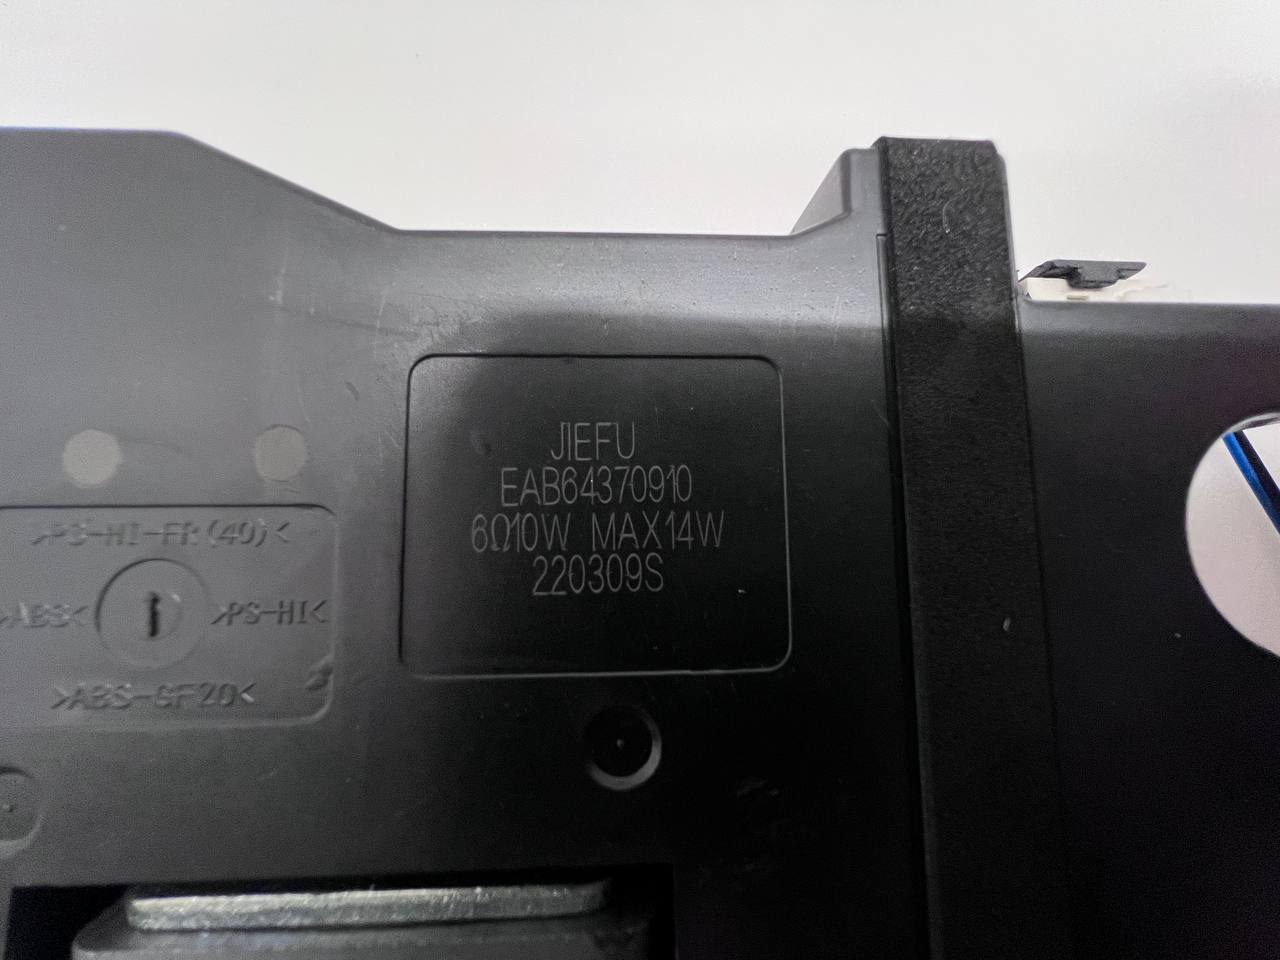 JIEFU
EAB64370910
6Ω10W MAX14W
220309S
>PS-HI-FR(40)<
>ABS<
>PS-HI<
>ABS-GF20<